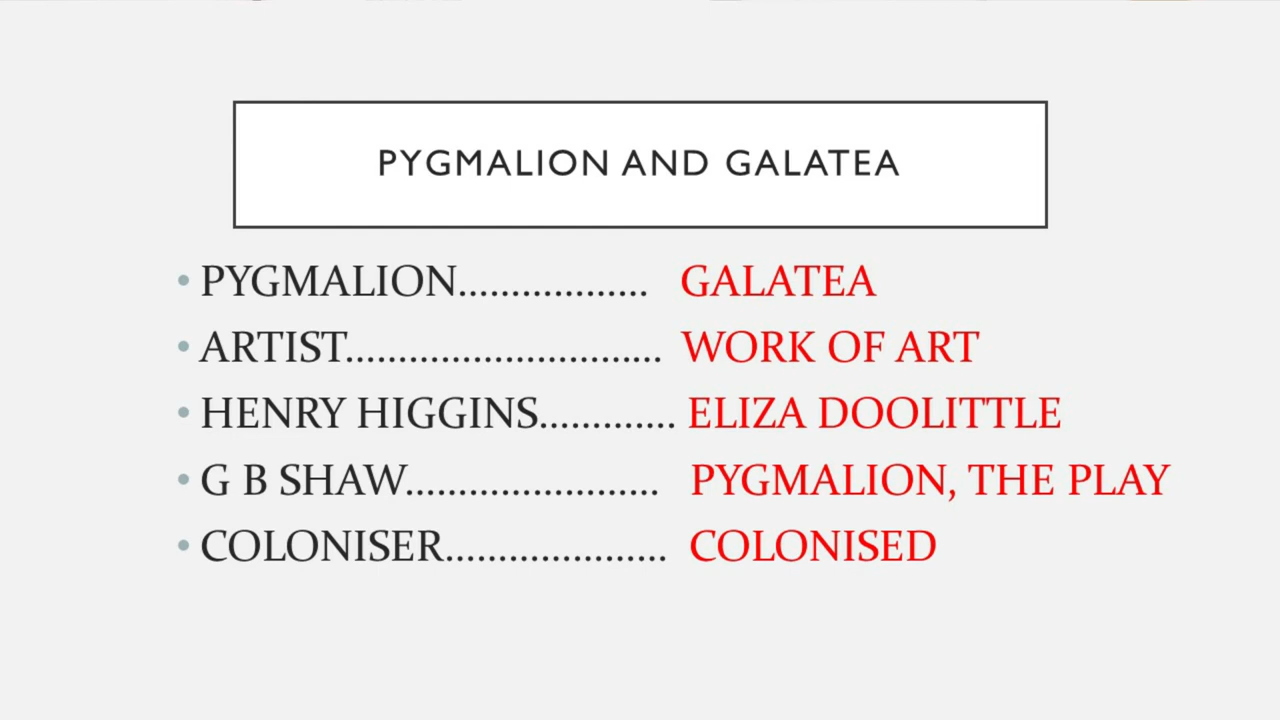 PYGMALION AND GALATEA
• PYGMALION.................. GALATEA
• ARTIST.............................. WORK OF ART
• HENRY HIGGINS............. ELIZA DOOLITTLE
• G B SHAW........................ PYGMALION, THE PLAY
• COLONISER..................... COLONISED